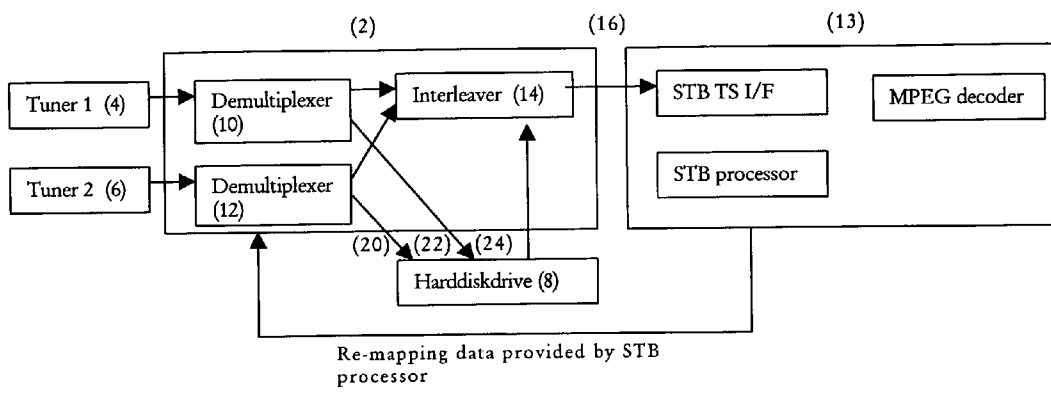 (2)
(16)
(13)
Tuner 1 (4)
Demultiplexer
(10)
Interleaver (14)
STB TS I/F
MPEG decoder
Tuner 2 (6)
Demultiplexer
(12)
STB processor
(20) (22) (24)
Harddiskdrive (8)
Re-mapping data provided by STB
processor